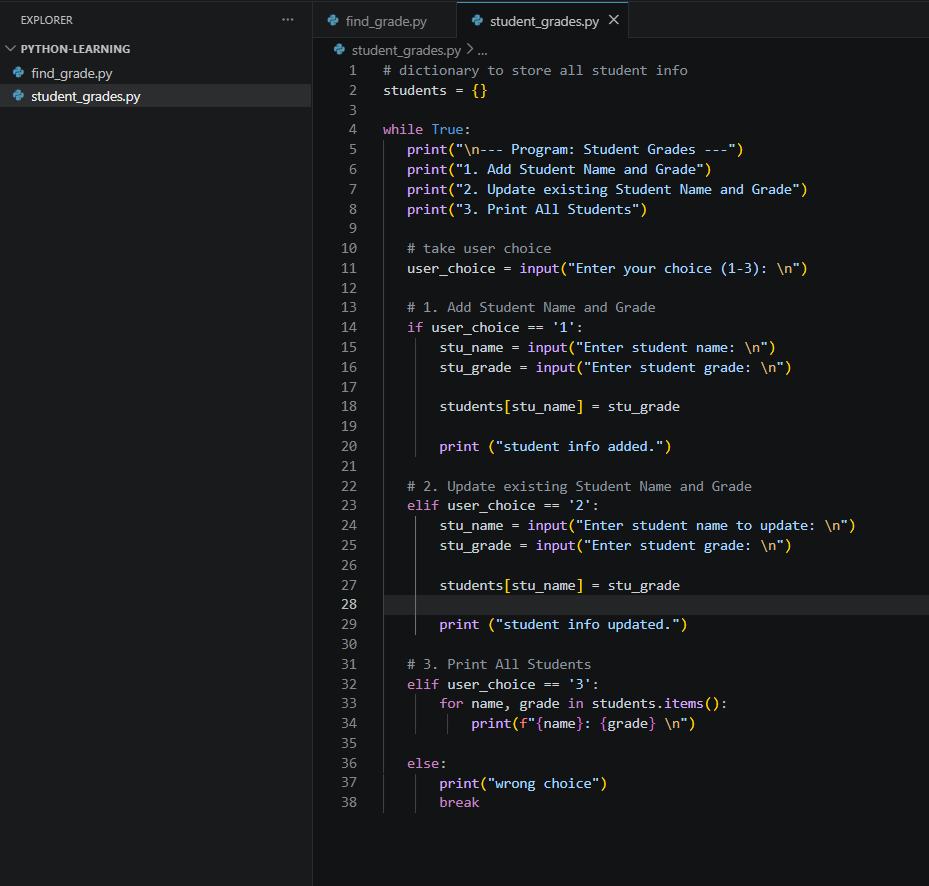 EXPLORER ...
PYTHON-LEARNING
find_grade.py
student_grades.py
find_grade.py student_grades.py
student_grades.py > ...
1 # dictionary to store all student info
2 students = {}
3
4 while True:
5     print("\n--- Program: Student Grades ---")
6     print("1. Add Student Name and Grade")
7     print("2. Update existing Student Name and Grade")
8     print("3. Print All Students")
9
10     # take user choice
11     user_choice = input("Enter your choice (1-3): \n")
12
13     # 1. Add Student Name and Grade
14     if user_choice == '1':
15         stu_name = input("Enter student name: \n")
16         stu_grade = input("Enter student grade: \n")
17
18         students[stu_name] = stu_grade
19
20         print ("student info added.")
21
22     # 2. Update existing Student Name and Grade
23     elif user_choice == '2':
24         stu_name = input("Enter student name to update: \n")
25         stu_grade = input("Enter student grade: \n")
26
27         students[stu_name] = stu_grade
28
29         print ("student info updated.")
30
31     # 3. Print All Students
32     elif user_choice == '3':
33         for name, grade in students.items():
34             print(f"{name}: {grade} \n")
35
36     else:
37         print("wrong choice")
38         break